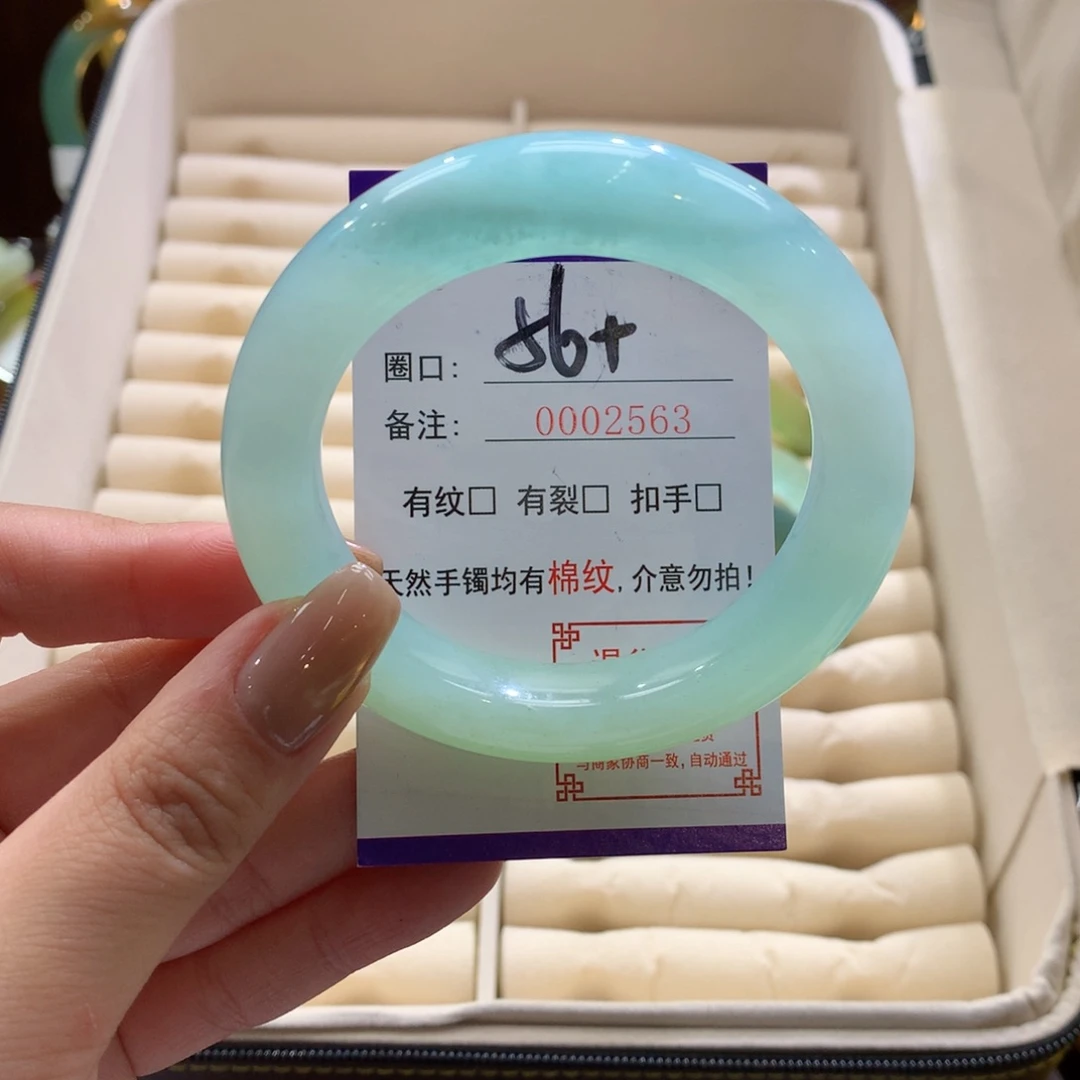 圈口: 56+
备注: 0002563
有纹□ 有裂□ 扣手□
天然手镯均有棉纹,介意勿拍!
与商家协商一致,自动通过